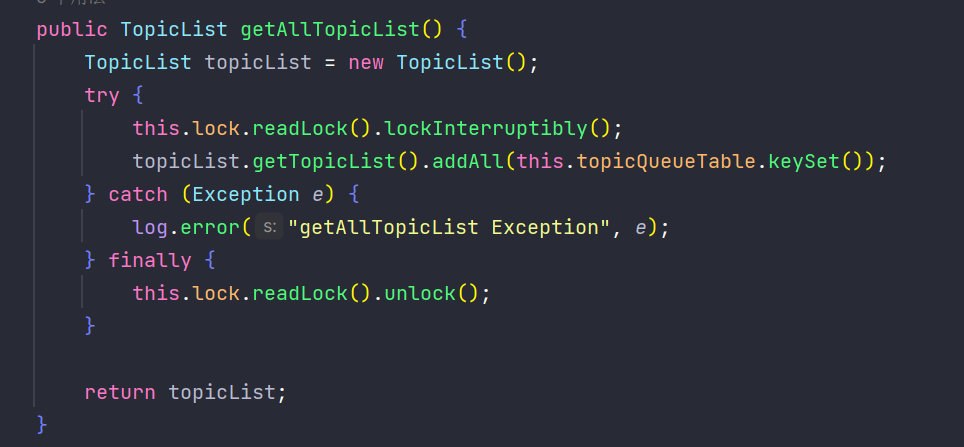 public TopicList getAllTopicList() {
    TopicList topicList = new TopicList();
    try {
        this.lock.readLock().lockInterruptibly();
        topicList.getTopicList().addAll(this.topicQueueTable.keySet());
    } catch (Exception e) {
        log.error( s: "getAllTopicList Exception", e);
    } finally {
        this.lock.readLock().unlock();
    }
    return topicList;
}